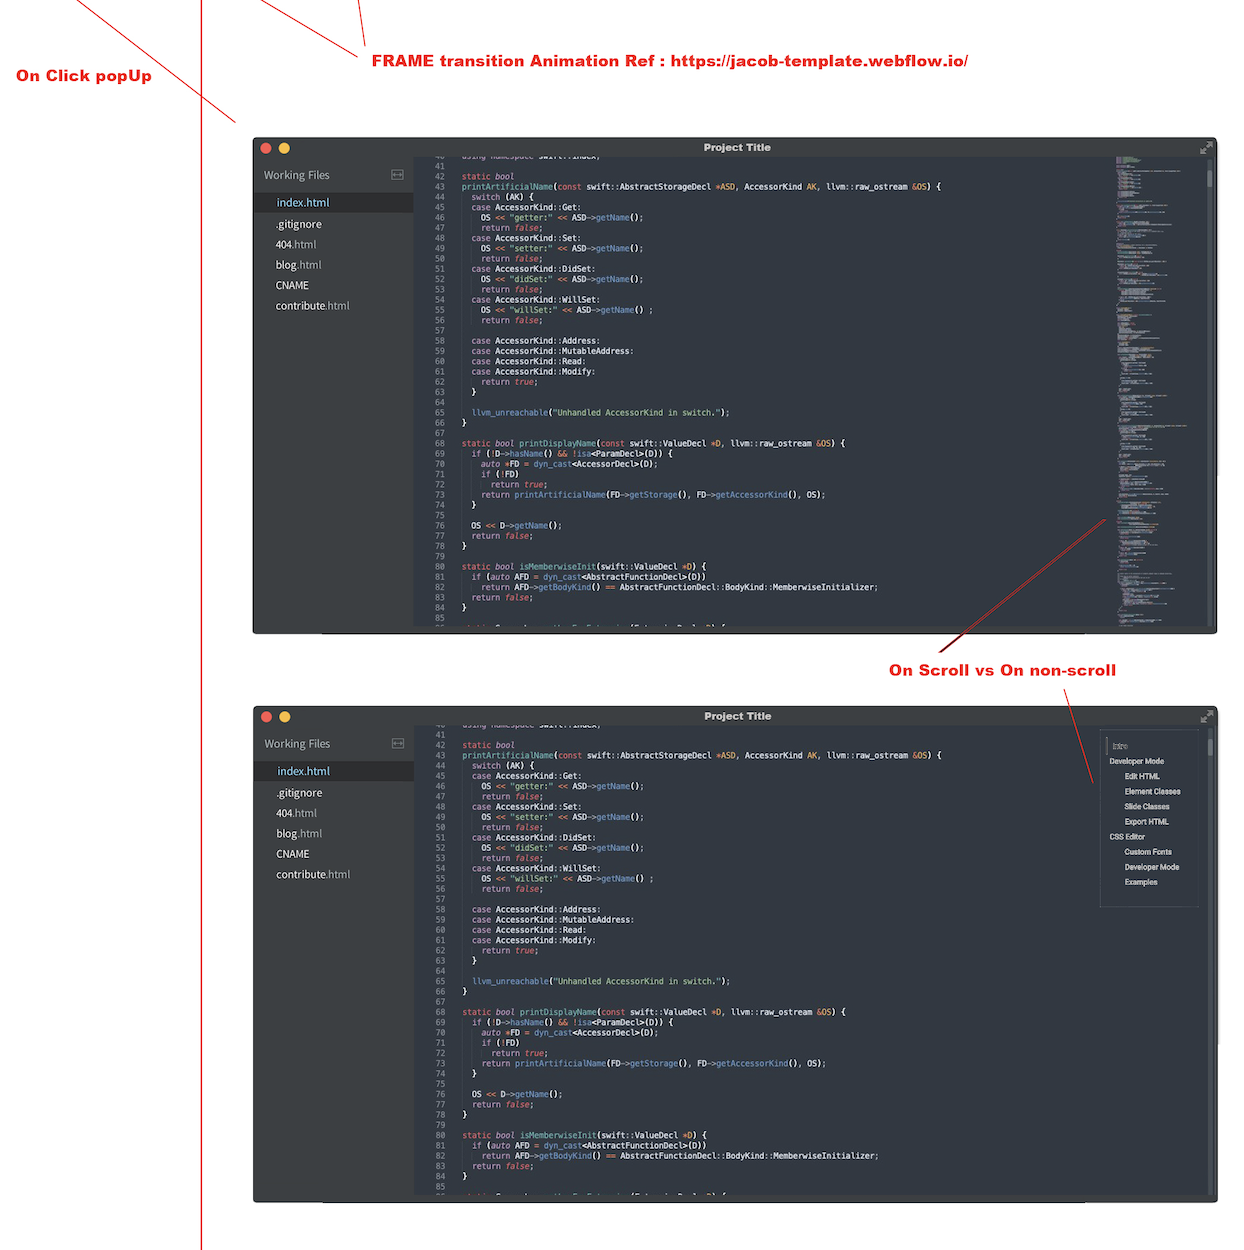 FRAME transition Animation Ref : https://jacob-template.webflow.io/
On Click popUp
Project Title
Working Files
index.html
.gitignore
404.html
blog.html
CNAME
contribute.html
40 using namespace swift::index;
41
42 static bool
43 printArtificialName(const swift::AbstractStorageDecl *ASD, AccessorKind AK, llvm::raw_ostream &OS) {
44 switch (AK) {
45 case AccessorKind::Get:
46 OS << "getter:" << ASD->getName();
47 return false;
48 case AccessorKind::Set:
49 OS << "setter:" << ASD->getName();
50 return false;
51 case AccessorKind::DidSet:
52 OS << "didSet:" << ASD->getName();
53 return false;
54 case AccessorKind::WillSet:
55 OS << "willSet:" << ASD->getName() ;
56 return false;
57
58 case AccessorKind::Address:
59 case AccessorKind::MutableAddress:
60 case AccessorKind::Read:
61 case AccessorKind::Modify:
62 return true;
63 }
64
65 llvm_unreachable("Unhandled AccessorKind in switch.");
66 }
67
68 static bool printDisplayName(const swift::ValueDecl *D, llvm::raw_ostream &OS) {
69 if (!D->hasName() && !isa<ParamDecl>(D)) {
70 auto *FD = dyn_cast<AccessorDecl>(D);
71 if (!FD)
72 return true;
73 return printArtificialName(FD->getStorage(), FD->getAccessorKind(), OS);
74 }
75
76 OS << D->getName();
77 return false;
78 }
79
80 static bool isMemberwiseInit(swift::ValueDecl *D) {
81 if (auto AFD = dyn_cast<AbstractFunctionDecl>(D))
82 return AFD->getBodyKind() == AbstractFunctionDecl::BodyKind::MemberwiseInitializer;
83 return false;
84 }
85
On Scroll vs On non-scroll
Project Title
Working Files
index.html
.gitignore
404.html
blog.html
CNAME
contribute.html
40 using namespace swift::index;
41
42 static bool
43 printArtificialName(const swift::AbstractStorageDecl *ASD, AccessorKind AK, llvm::raw_ostream &OS) {
44 switch (AK) {
45 case AccessorKind::Get:
46 OS << "getter:" << ASD->getName();
47 return false;
48 case AccessorKind::Set:
49 OS << "setter:" << ASD->getName();
50 return false;
51 case AccessorKind::DidSet:
52 OS << "didSet:" << ASD->getName();
53 return false;
54 case AccessorKind::WillSet:
55 OS << "willSet:" << ASD->getName() ;
56 return false;
57
58 case AccessorKind::Address:
59 case AccessorKind::MutableAddress:
60 case AccessorKind::Read:
61 case AccessorKind::Modify:
62 return true;
63 }
64
65 llvm_unreachable("Unhandled AccessorKind in switch.");
66 }
67
68 static bool printDisplayName(const swift::ValueDecl *D, llvm::raw_ostream &OS) {
69 if (!D->hasName() && !isa<ParamDecl>(D)) {
70 auto *FD = dyn_cast<AccessorDecl>(D);
71 if (!FD)
72 return true;
73 return printArtificialName(FD->getStorage(), FD->getAccessorKind(), OS);
74 }
75
76 OS << D->getName();
77 return false;
78 }
79
80 static bool isMemberwiseInit(swift::ValueDecl *D) {
81 if (auto AFD = dyn_cast<AbstractFunctionDecl>(D))
82 return AFD->getBodyKind() == AbstractFunctionDecl::BodyKind::MemberwiseInitializer;
83 return false;
84 }
85
Intro
Developer Mode
Edit HTML
Element Classes
Slide Classes
Export HTML
CSS Editor
Custom Fonts
Developer Mode
Examples